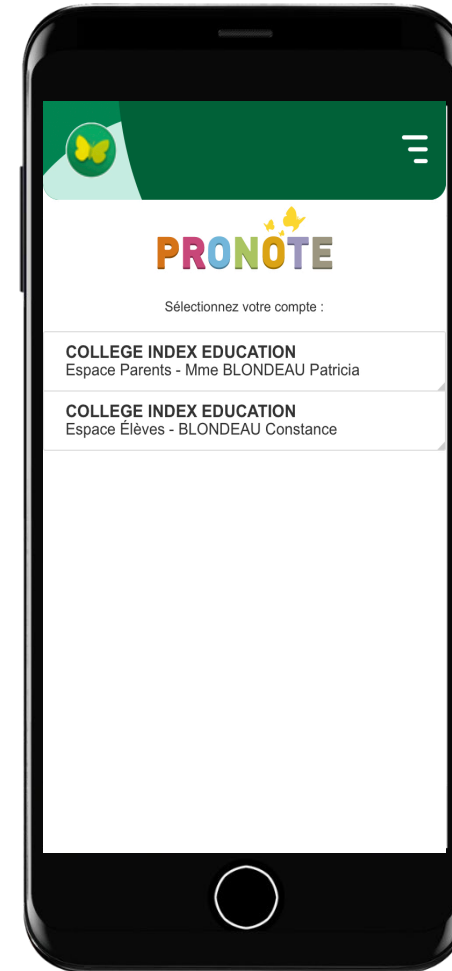 PRONOTE
Sélectionnez votre compte :
COLLEGE INDEX EDUCATION
Espace Parents - Mme BLONDEAU Patricia
COLLEGE INDEX EDUCATION
Espace Élèves - BLONDEAU Constance